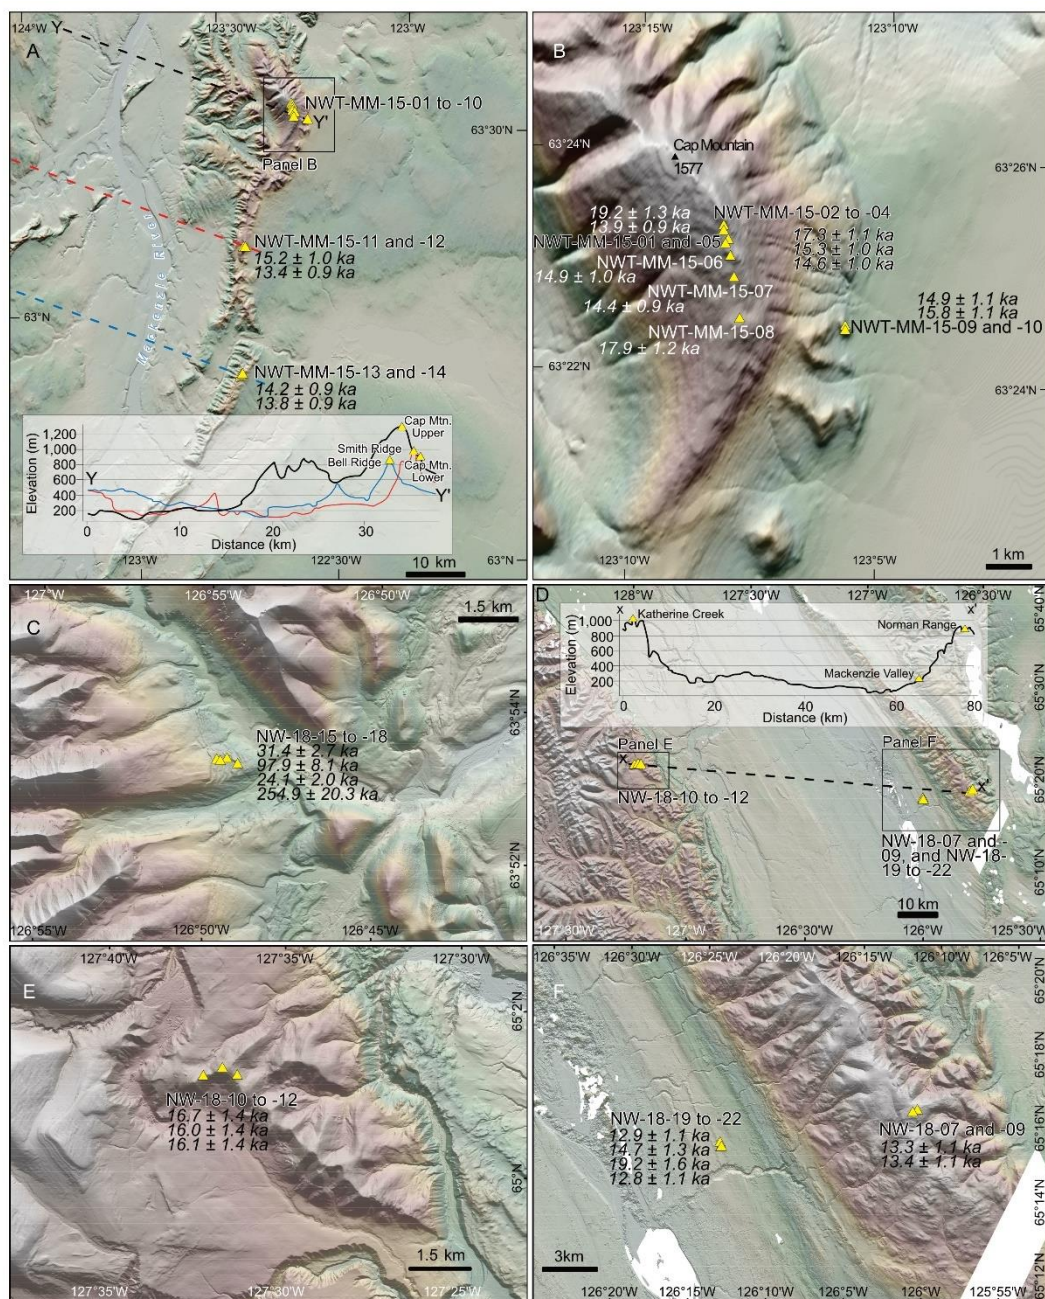 A
124°W
Y
123°30'W
123°W
NWT-MM-15-01 to -10
Y'
63°30'N
Panel B
Mackenzie River
NWT-MM-15-11 and -12
15.2 ± 1.0 ka
13.4 ± 0.9 ka
63°N
NWT-MM-15-13 and -14
14.2 ± 0.9 ka
13.8 ± 0.9 ka
Elevation (m)
1,200
1,000
800
600
400
200
Y
Y'
Cap Mtn.
Upper
Smith Ridge
Bell Ridge
Cap Mtn.
Lower
0
10
20
30
Distance (km)
10 km
63°N
123°W
122°30'W
B
123°15'W
123°10'W
63°24'N
63°26'N
Cap Mountain
1577
19.2 ± 1.3 ka
13.9 ± 0.9 ka
NWT-MM-15-02 to -04
17.3 ± 1.1 ka
15.3 ± 1.0 ka
14.6 ± 1.0 ka
NWT-MM-15-01 and -05
NWT-MM-15-06
14.9 ± 1.0 ka
NWT-MM-15-07
14.4 ± 0.9 ka
NWT-MM-15-08
17.9 ± 1.2 ka
14.9 ± 1.1 ka
15.8 ± 1.1 ka
NWT-MM-15-09 and -10
63°22'N
63°24'N
1 km
123°10'W
123°5'W
C
127°W
126°55'W
126°50'W
1.5 km
63°54'N
NW-18-15 to -18
31.4 ± 2.7 ka
97.9 ± 8.1 ka
24.1 ± 2.0 ka
254.9 ± 20.3 ka
63°52'N
126°55'W
126°50'W
126°45'W
D
128°W
127°30'W
127°W
126°30'W
65°40'N
X
X'
Elevation (m)
1,000
800
600
400
200
Katherine Creek
Norman Range
Mackenzie Valley
0
20
40
60
80
Distance (km)
65°30'N
Panel E
Panel F
X
X'
65°20'N
NW-18-10 to -12
NW-18-07 and -
09, and NW-18-
19 to -22
65°10'N
10 km
127°30'W
127°W
126°30'W
126°W
125°30'W
E
127°40'W
127°35'W
127°30'W
65°2'N
NW-18-10 to -12
16.7 ± 1.4 ka
16.0 ± 1.4 ka
16.1 ± 1.4 ka
65°N
1.5 km
127°35'W
127°30'W
127°25'W
F
126°35'W
126°30'W
126°25'W
126°20'W
126°15'W
126°10'W
126°5'W
65°20'N
65°18'N
65°16'N
65°14'N
65°12'N
NW-18-19 to -22
12.9 ± 1.1 ka
14.7 ± 1.3 ka
19.2 ± 1.6 ka
12.8 ± 1.1 ka
NW-18-07 and -09
13.3 ± 1.1 ka
13.4 ± 1.1 ka
3km
126°20'W
126°15'W
126°10'W
126°5'W
126°W
125°55'W